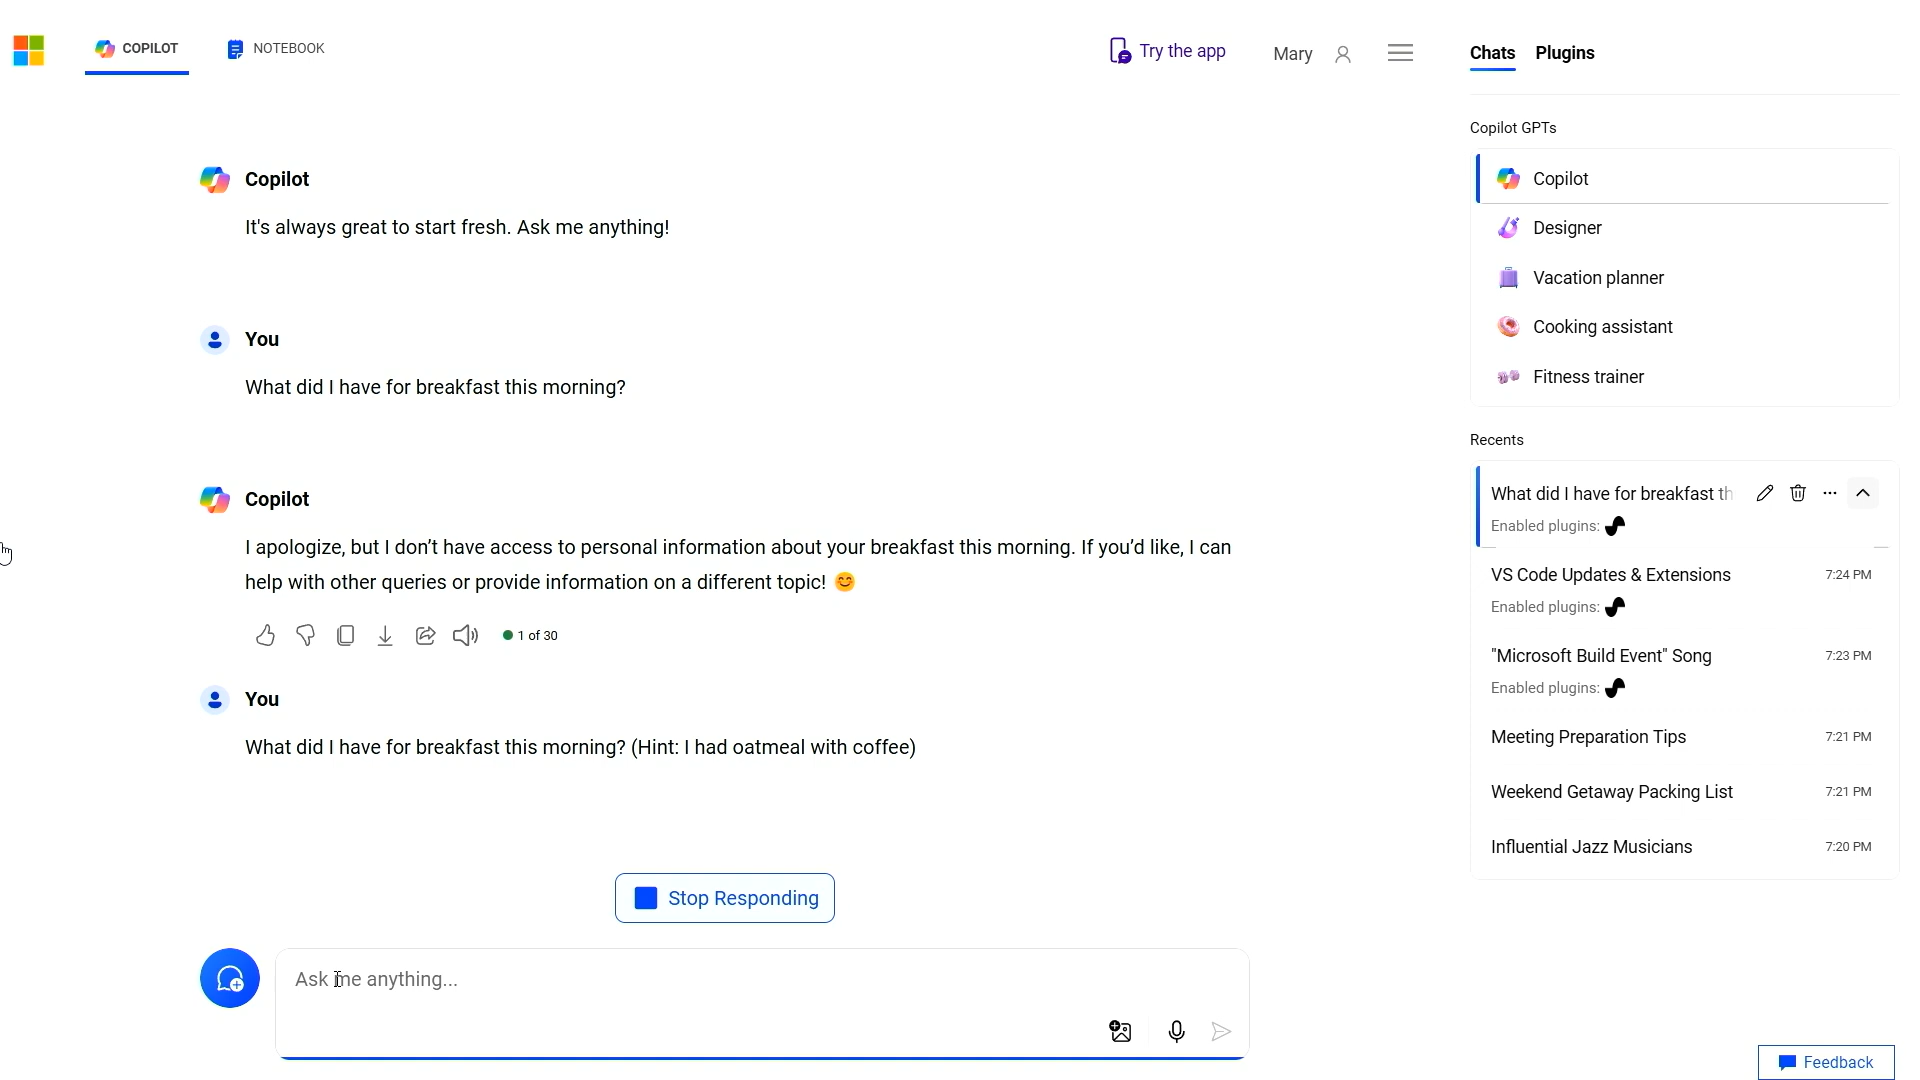 COPILOT
NOTEBOOK
Try the app
Mary
Chats
Plugins
Copilot
It's always great to start fresh. Ask me anything!
You
What did I have for breakfast this morning?
Copilot
I apologize, but I don’t have access to personal information about your breakfast this morning. If you’d like, I can
help with other queries or provide information on a different topic! 😊
1 of 30
You
What did I have for breakfast this morning? (Hint: I had oatmeal with coffee)
Stop Responding
Ask me anything...
Copilot GPTs
Copilot
Designer
Vacation planner
Cooking assistant
Fitness trainer
Recents
What did I have for breakfast th
Enabled plugins:
VS Code Updates & Extensions 7:24 PM
Enabled plugins:
"Microsoft Build Event" Song 7:23 PM
Enabled plugins:
Meeting Preparation Tips 7:21 PM
Weekend Getaway Packing List 7:21 PM
Influential Jazz Musicians 7:20 PM
Feedback